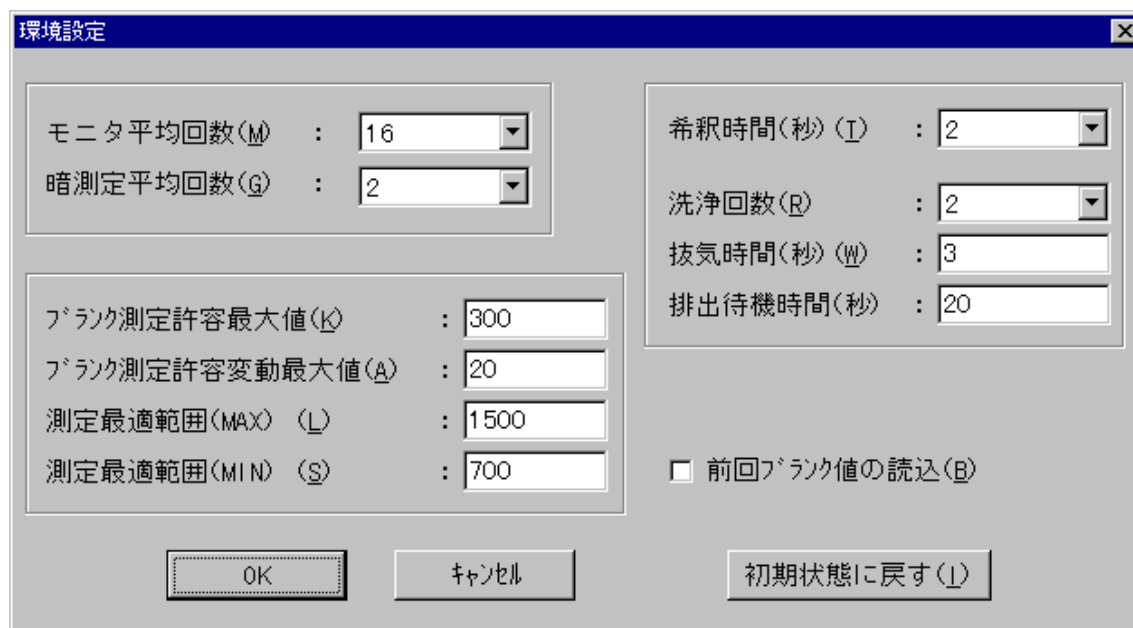 環境設定
モニタ平均回数(M) : 16
暗測定平均回数(G) : 2
ﾌﾞﾗﾝｸ測定許容最大値(K) : 300
ﾌﾞﾗﾝｸ測定許容変動最大値(A) : 20
測定最適範囲(MAX) (L) : 1500
測定最適範囲(MIN) (S) : 700
希釈時間(秒) (T) : 2
洗浄回数(R) : 2
抜気時間(秒) (W) : 3
排出待機時間(秒) : 20
前回ﾌﾞﾗﾝｸ値の読込(B)
OK
ｷｬﾝｾﾙ
初期状態に戻す(I)